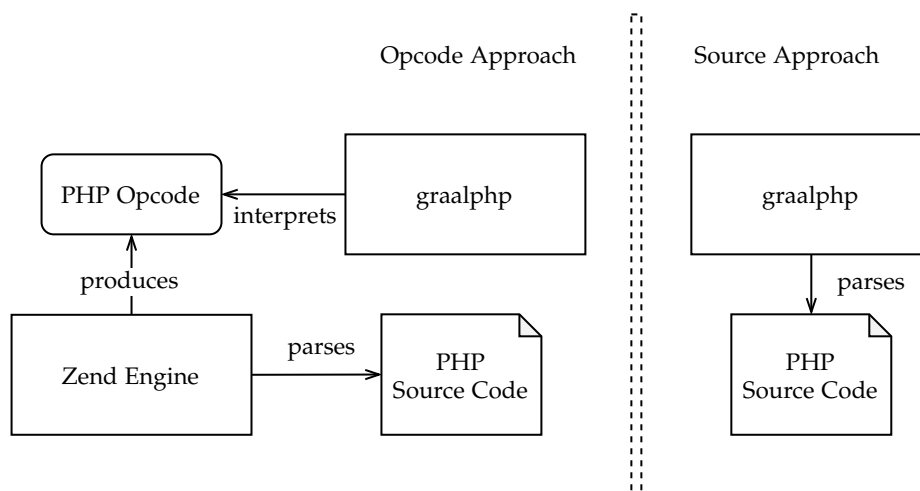 Opcode Approach
Source Approach
PHP Opcode
interprets
graalphp
graalphp
produces
parses
Zend Engine
parses
PHP
Source Code
PHP
Source Code